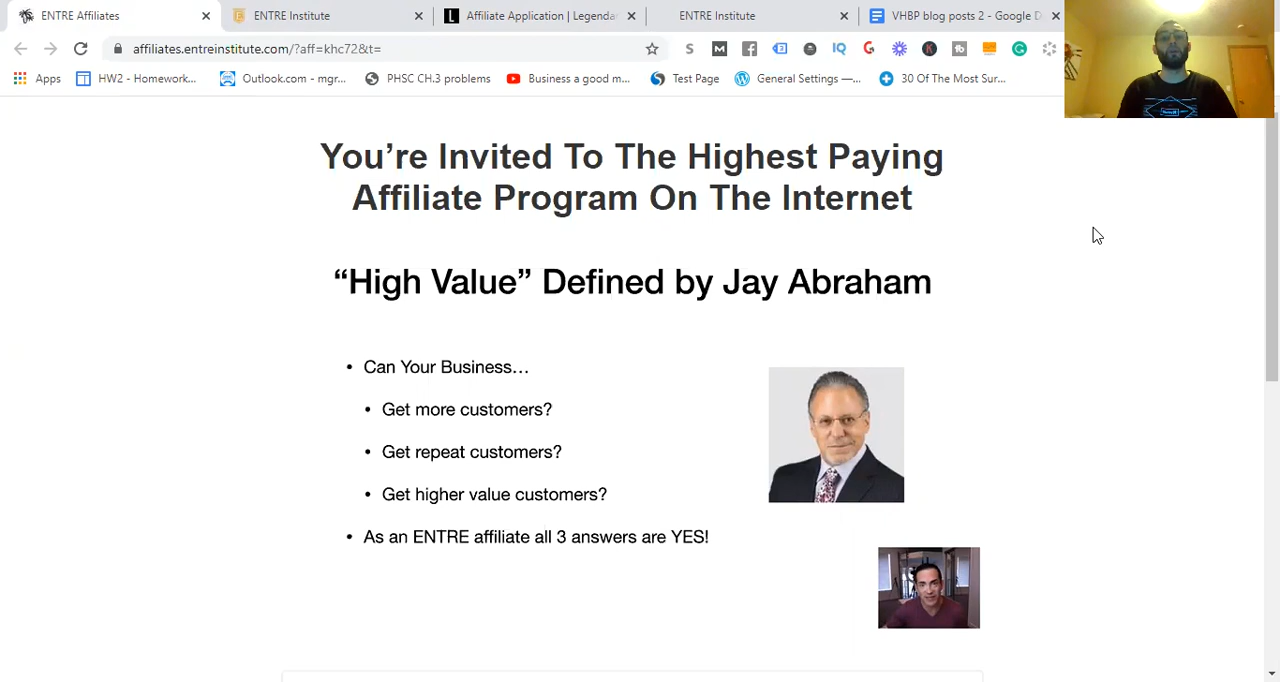 ENTRE Affiliates
ENTRE Institute
Affiliate Application | Legenda
ENTRE Institute
VHBP blog posts 2 - Google D
affiliates.entreinstitute.com/?aff=khc72&t=
Apps
HW2 - Homework...
Outlook.com - mgr...
PHSC CH.3 problems
Business a good m...
Test Page
General Settings —...
30 Of The Most Sur...
You’re Invited To The Highest Paying
Affiliate Program On The Internet
“High Value” Defined by Jay Abraham
• Can Your Business…
• Get more customers?
• Get repeat customers?
• Get higher value customers?
• As an ENTRE affiliate all 3 answers are YES!